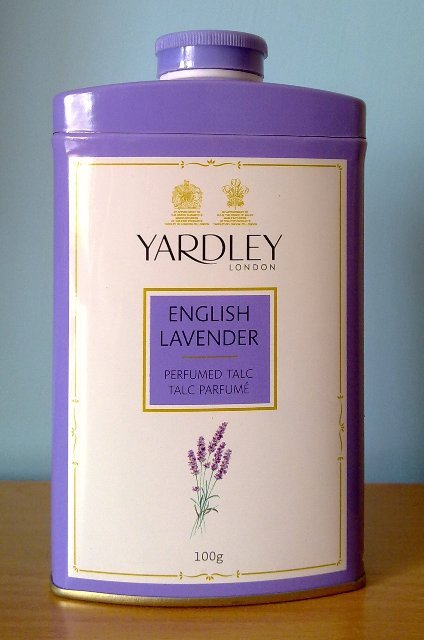 YARDLEY
LONDON
ENGLISH
LAVENDER
PERFUMED TALC
TALC PARFUMÉ
100g